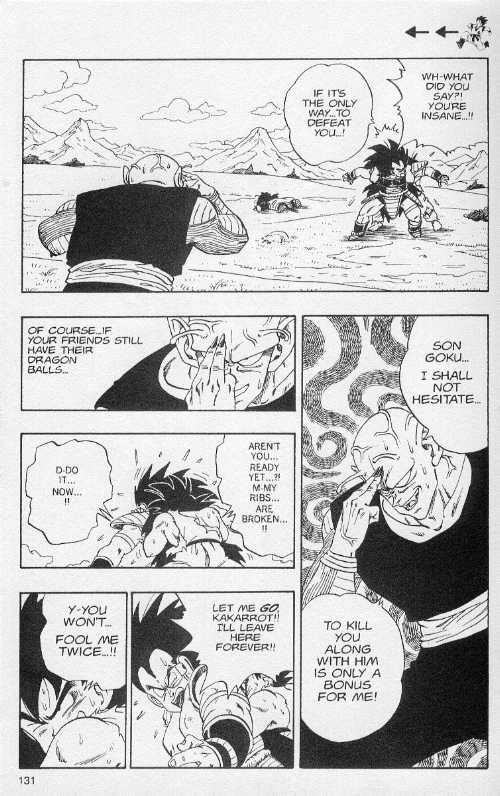 WH-WHAT
DID YOU
SAY?!
YOU'RE
INSANE...!!
IF IT'S
THE ONLY
WAY...TO
DEFEAT
YOU...!
SON
GOKU...
I SHALL
NOT
HESITATE...
TO KILL
YOU
ALONG
WITH HIM
IS ONLY A
BONUS
FOR ME!
OF COURSE...IF
YOUR FRIENDS STILL
HAVE THEIR
DRAGON
BALLS...
AREN'T
YOU...
READY
YET...?!
M-MY
RIBS...
ARE
BROKEN...
!!
D-DO
IT...
NOW...
!!
LET ME GO,
KAKARROT!!
I'LL LEAVE
HERE
FOREVER!!
Y-YOU
WON'T...
FOOL ME
TWICE...!!
131